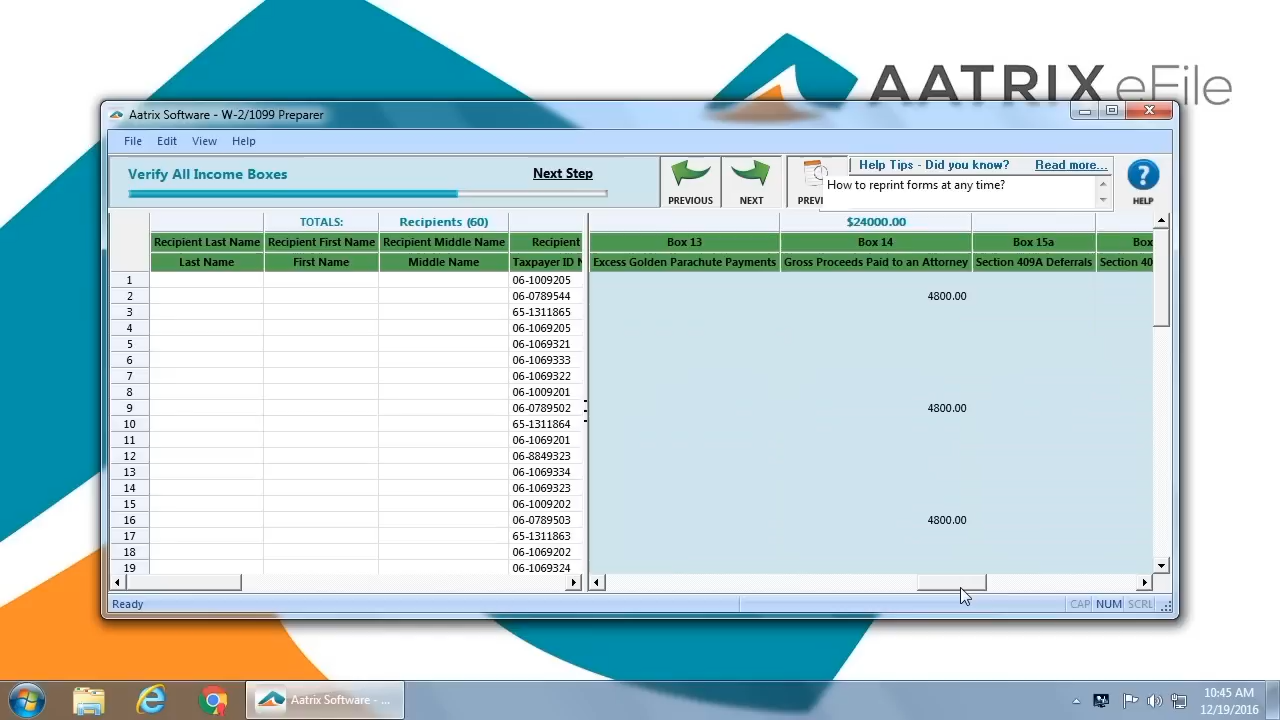 AATRIX eFile
Aatrix Software - W-2/1099 Preparer
File Edit View Help
Verify All Income Boxes
Next Step
PREVIOUS
NEXT
Help Tips - Did you know?
Read more...
How to reprint forms at any time?
HELP
TOTALS: Recipients (60) $24000.00
Recipient Last Name Recipient First Name Recipient Middle Name Recipient Box 13 Box 14 Box 15a Box
Last Name First Name Middle Name Taxpayer ID Excess Golden Parachute Payments Gross Proceeds Paid to an Attorney Section 409A Deferrals Section
1 06-1009205
2 06-0789544 4800.00
3 65-1311865
4 06-1069205
5 06-1069321
6 06-1069333
7 06-1069322
8 06-1009201
9 06-0789502 4800.00
10 65-1311864
11 06-1069201
12 06-8849323
13 06-1069334
14 06-1069323
15 06-1009202
16 06-0789503 4800.00
17 65-1311863
18 06-1069202
19 06-1069324
Ready
CAP NUM SCRL
Aatrix Software - ...
10:45 AM
12/19/2016